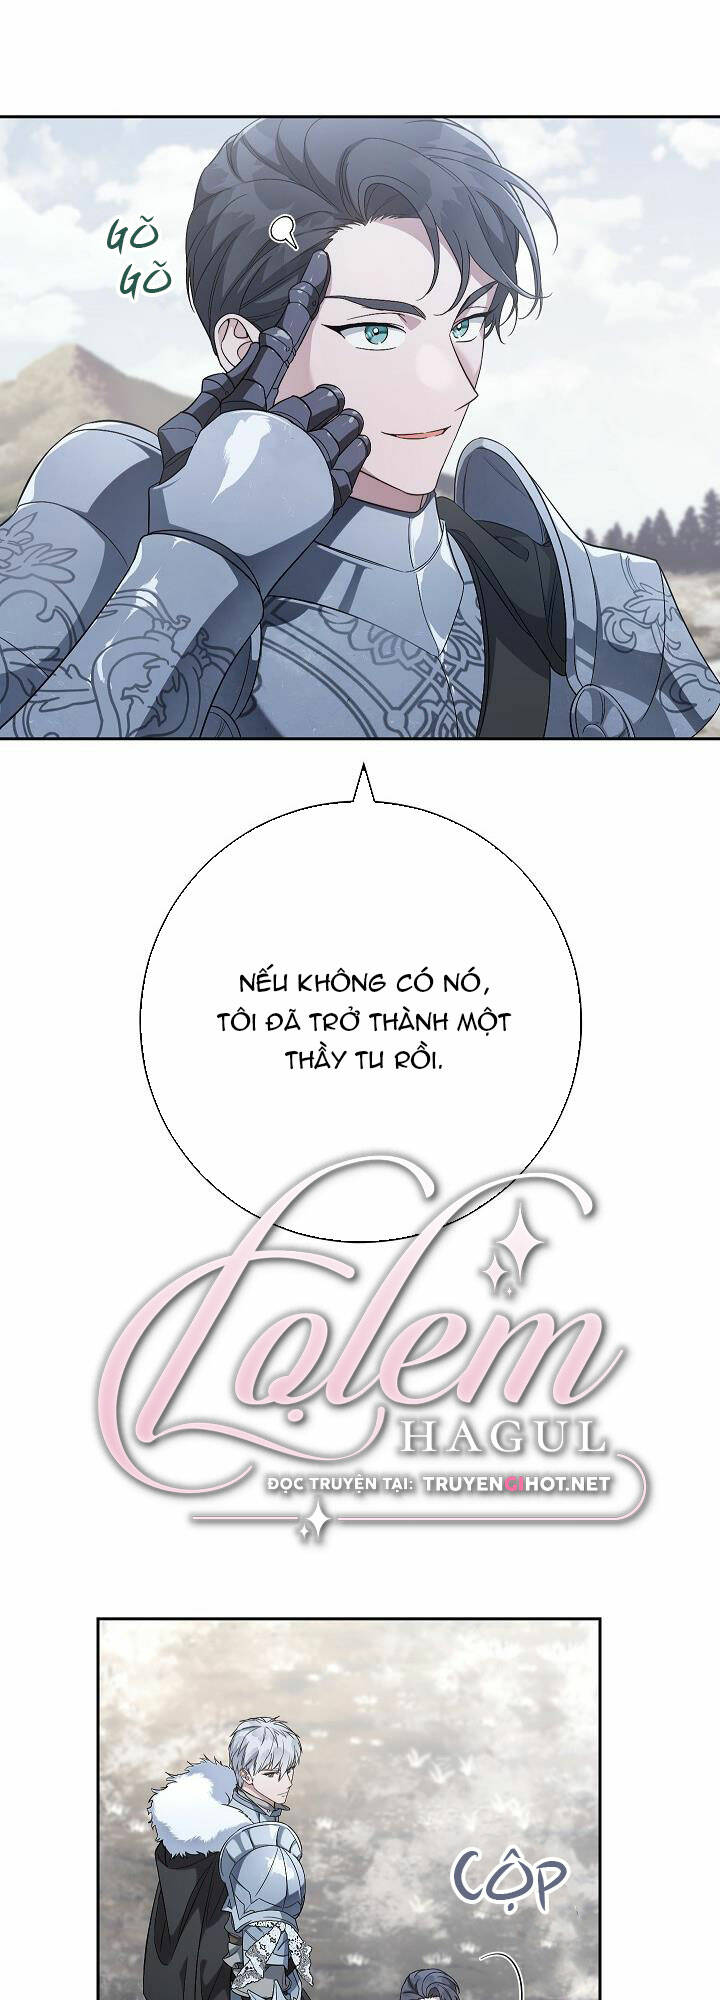 GÕ
GÕ
NẾU KHÔNG CÓ NÓ,
TÔI ĐÃ TRỞ THÀNH MỘT
THẦY TU RỒI.
Lọlem
HAGUL
ĐỌC TRUYỆN TẠI: TRUYENGIHOT.NET
CỘP